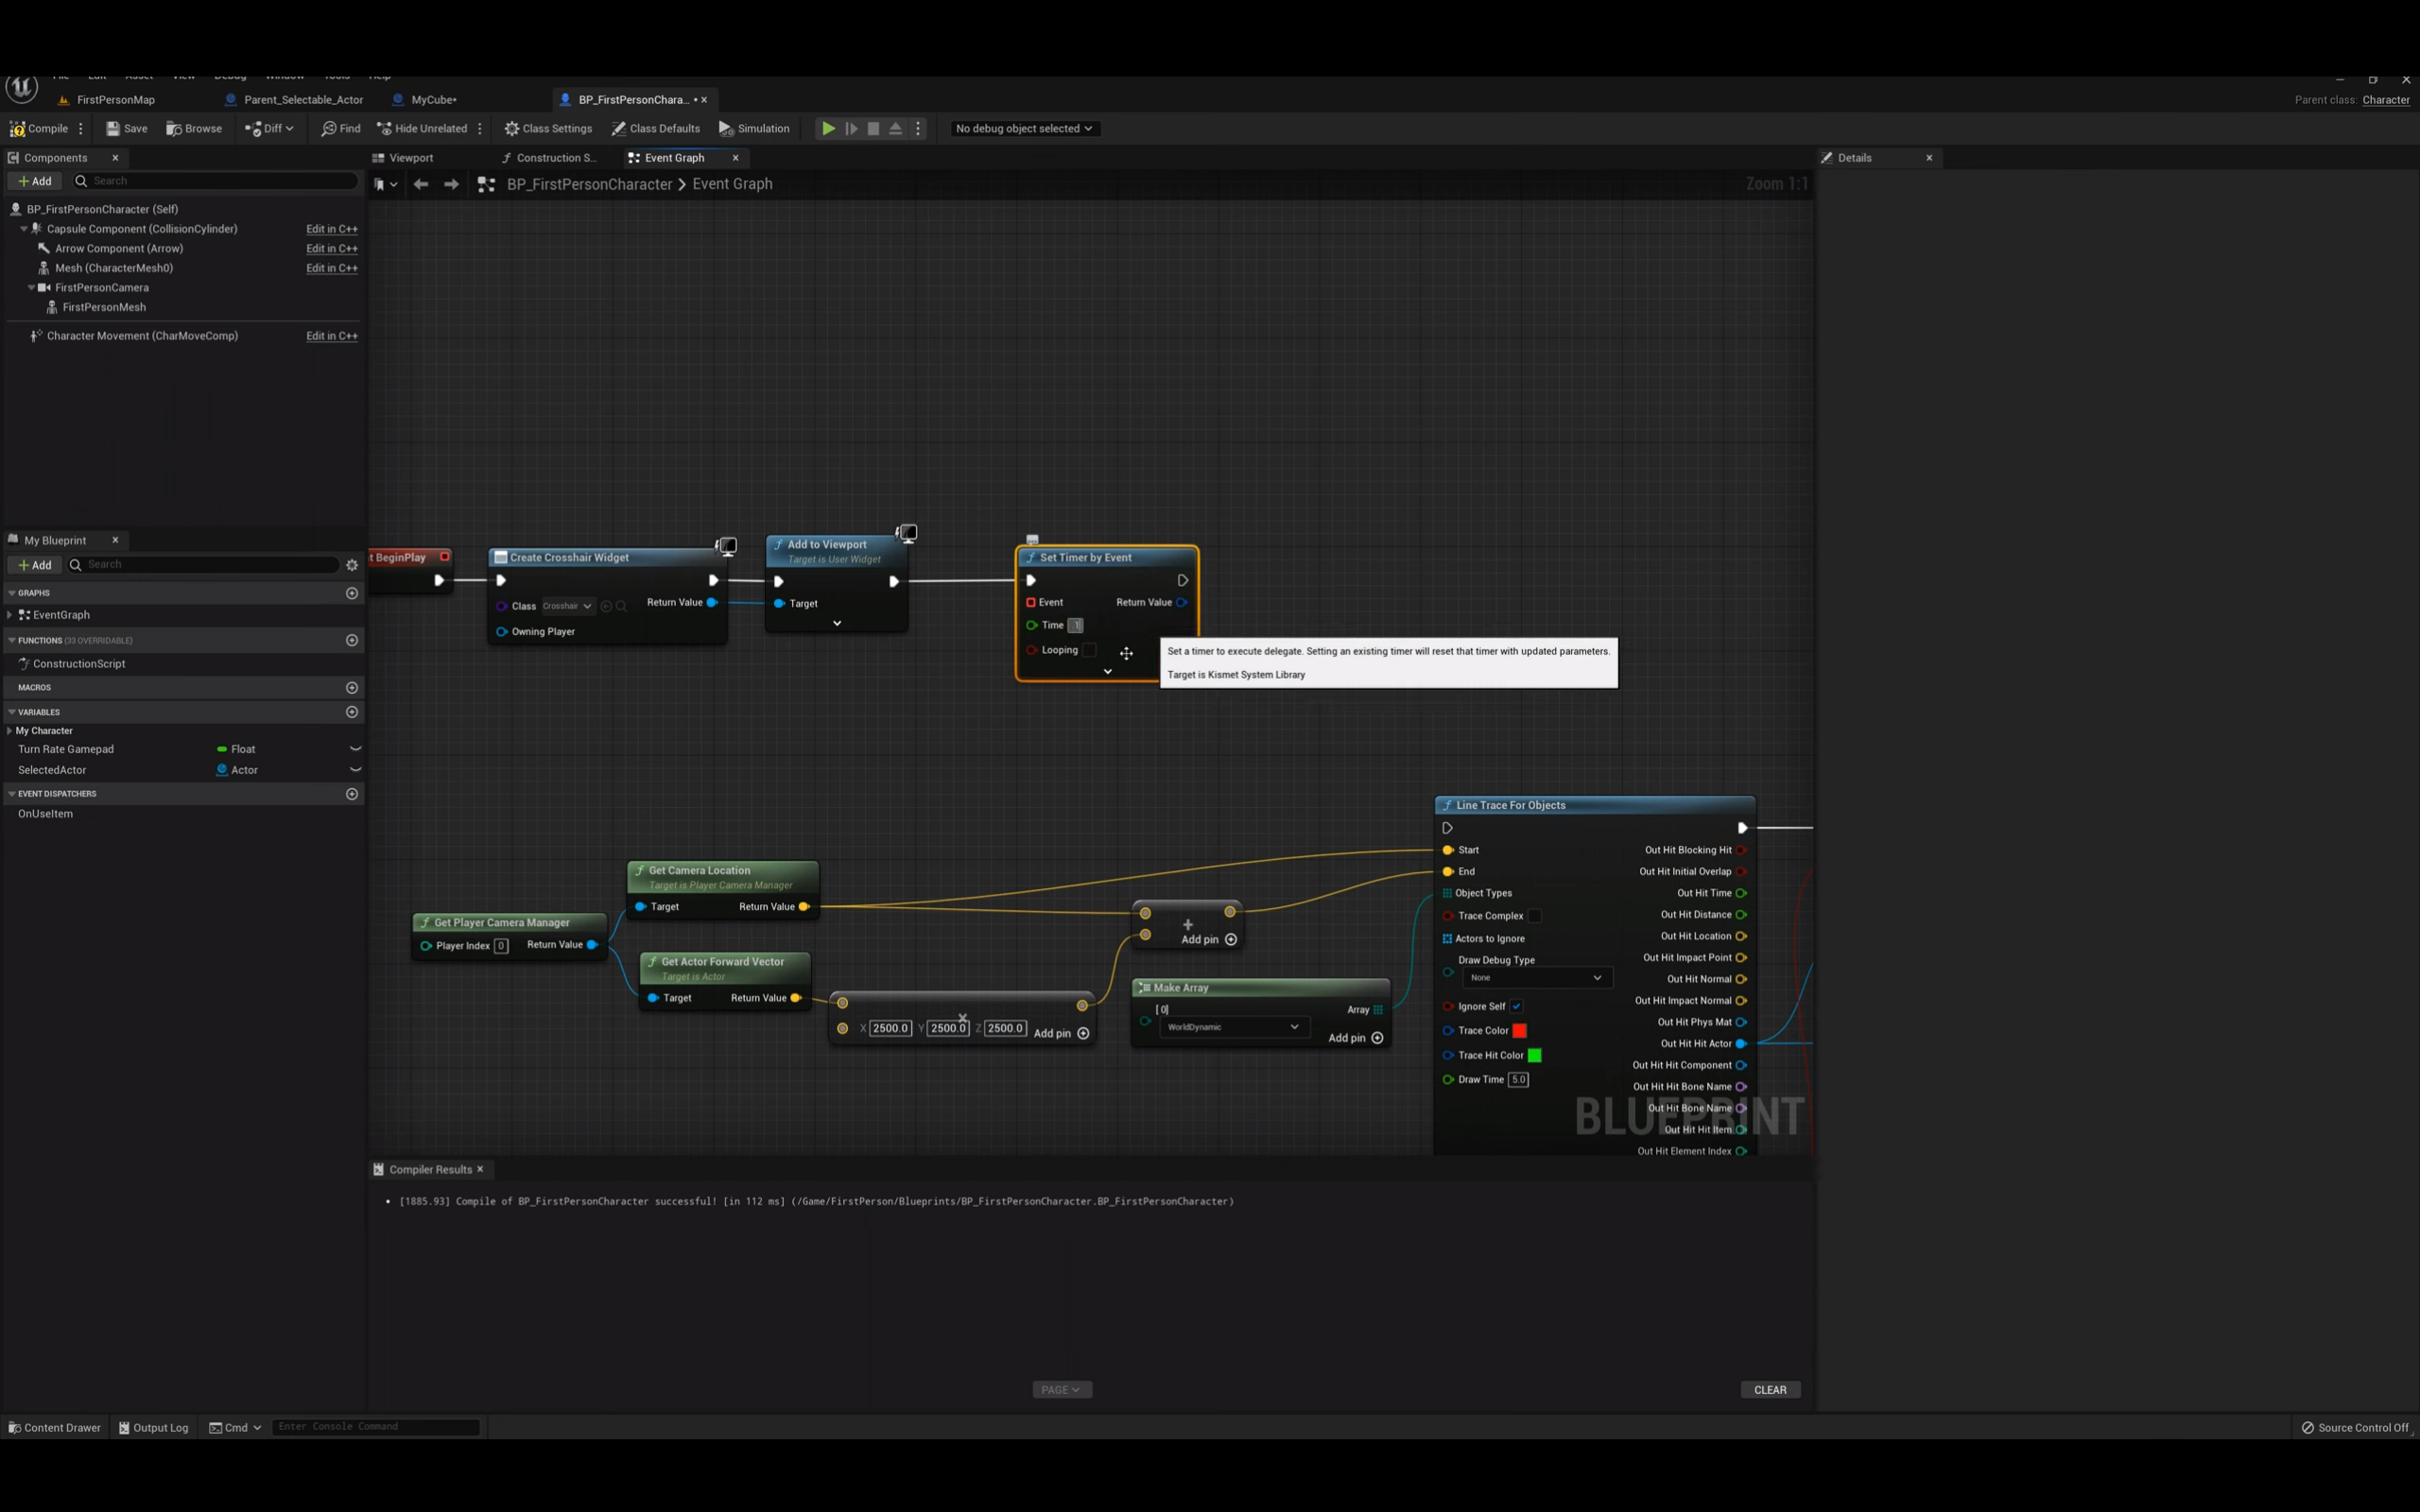 File Edit Asset View Debug Window Tools Help
FirstPersonMap
Parent_Selectable_Actor
MyCube•
BP_FirstPersonChara... •
Parent class: Character
Compile
Save
Browse
Diff
Find
Hide Unrelated
Class Settings
Class Defaults
Simulation
No debug object selected
Components
Viewport
Construction S...
Event Graph
Details
+ Add
Search
BP_FirstPersonCharacter > Event Graph
Zoom 1:1
BP_FirstPersonCharacter (Self)
Capsule Component (CollisionCylinder) Edit in C++
Arrow Component (Arrow) Edit in C++
Mesh (CharacterMesh0) Edit in C++
FirstPersonCamera
FirstPersonMesh
Character Movement (CharMoveComp) Edit in C++
My Blueprint
+ Add
Search
GRAPHS
EventGraph
FUNCTIONS (33 OVERRIDABLE)
ConstructionScript
MACROS
VARIABLES
My Character
Turn Rate Gamepad Float
SelectedActor Actor
EVENT DISPATCHERS
OnUseItem
t BeginPlay
Create Crosshair Widget
Class Crosshair
Return Value
Owning Player
Add to Viewport
Target is User Widget
Target
Set Timer by Event
Event
Return Value
Time .1
Looping
Set a timer to execute delegate. Setting an existing timer will reset that timer with updated parameters.
Target is Kismet System Library
Get Player Camera Manager
Player Index 0
Return Value
Get Camera Location
Target is Player Camera Manager
Target
Return Value
Get Actor Forward Vector
Target is Actor
Target
Return Value
X 2500.0 Y 2500.0 Z 2500.0
Add pin
+
Add pin
Make Array
[0]
Array
WorldDynamic
Add pin
Line Trace For Objects
Start
Out Hit Blocking Hit
End
Out Hit Initial Overlap
Object Types
Out Hit Time
Trace Complex
Out Hit Distance
Actors to Ignore
Out Hit Location
Draw Debug Type
Out Hit Impact Point
None
Out Hit Normal
Ignore Self
Out Hit Impact Normal
Trace Color
Out Hit Phys Mat
Out Hit Hit Actor
Trace Hit Color
Out Hit Hit Component
Draw Time 5.0
Out Hit Hit Bone Name
Out Hit Bone Name
Out Hit Hit Item
Out Hit Element Index
BLUEPRINT
Compiler Results
• [1885.93] Compile of BP_FirstPersonCharacter successful! [in 112 ms] (/Game/FirstPerson/Blueprints/BP_FirstPersonCharacter.BP_FirstPersonCharacter)
PAGE
CLEAR
Content Drawer
Output Log
Cmd
Enter Console Command
Source Control Off